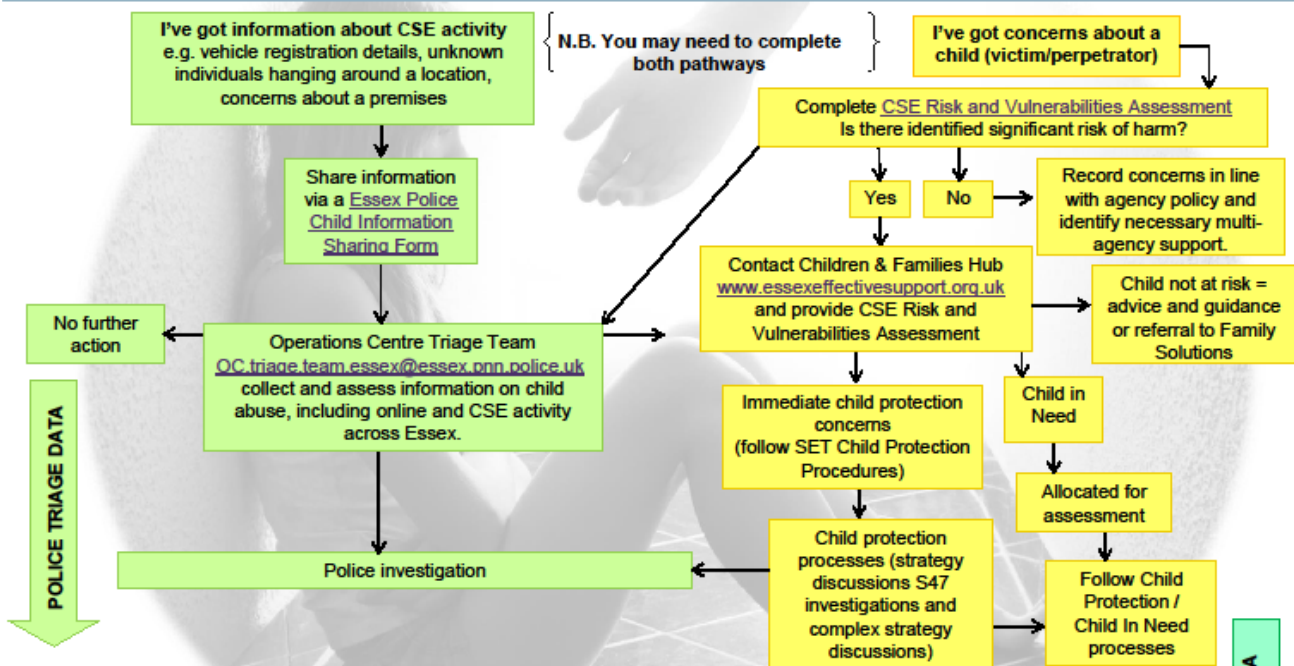 I've got information about CSE activity
e.g. vehicle registration details, unknown
individuals hanging around a location,
concerns about a premises
N.B. You may need to complete
both pathways
I've got concerns about a
child (victim/perpetrator)
Complete CSE Risk and Vulnerabilities Assessment
Is there identified significant risk of harm?
Share information
via a Essex Police
Child Information
Sharing Form
Yes
No
Record concerns in line
with agency policy and
identify necessary multi-
agency support.
Contact Children & Families Hub
www.essexeffectivesupport.org.uk
and provide CSE Risk and
Vulnerabilities Assessment
Child not at risk =
advice and guidance
or referral to Family
Solutions
No further
action
Operations Centre Triage Team
OC.triage.team.essex@essex.pnn.police.uk
collect and assess information on child
abuse, including online and CSE activity
across Essex.
Immediate child protection
concerns
(follow SET Child Protection
Procedures)
Child in
Need
Allocated for
assessment
POLICE TRIAGE DATA
Police investigation
Child protection
processes (strategy
discussions S47
investigations and
complex strategy
discussions)
Follow Child
Protection /
Child In Need
processes
A